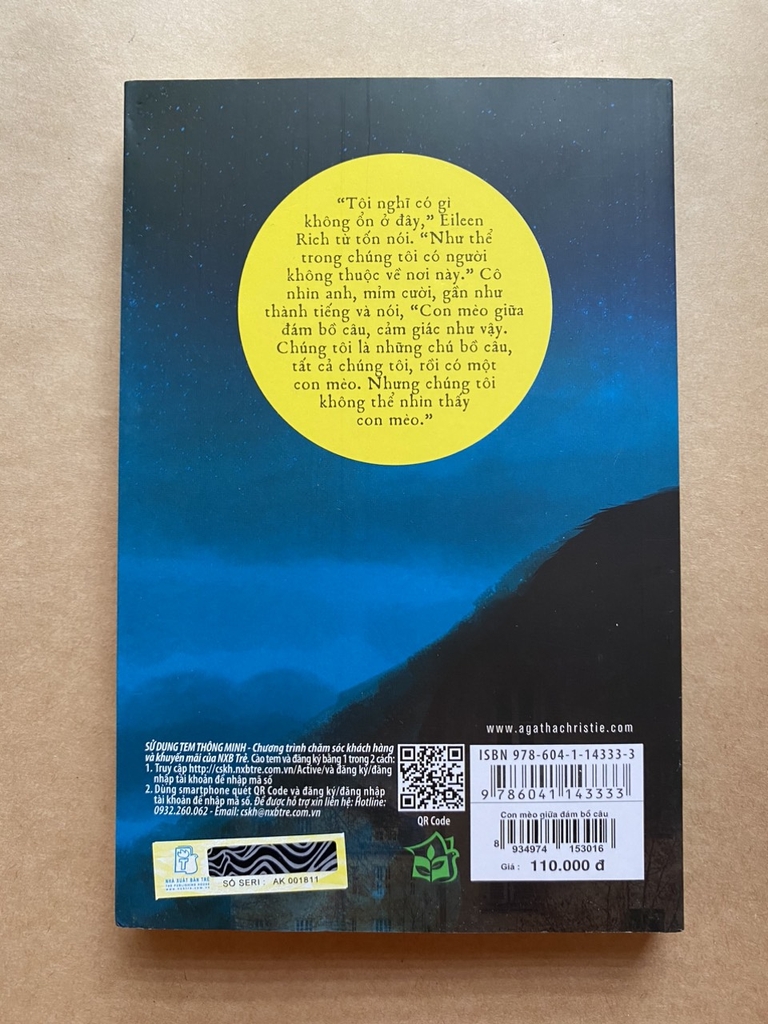 “Tôi nghĩ có gì
không ổn ở đây,” Eileen
Rich từ tốn nói. “Như thể
trong chúng tôi có người
không thuộc về nơi này.” Cô
nhìn anh, mỉm cười, gần như
thành tiếng và nói, “Con mèo giữa
đám bồ câu, cảm giác như vậy.
Chúng tôi là những chú bồ câu,
tất cả chúng tôi, rồi có một
con mèo. Nhưng chúng tôi
không thể nhìn thấy
con mèo.”
www.agathachristie.com
SỬ DỤNG TEM THÔNG MINH - Chương trình chăm sóc khách hàng
và khuyến mãi của NXB Trẻ. Cào tem và đăng ký bằng 1 trong 2 cách:
1. Truy cập http://cskh.nxbtre.com.vn/Active/và đăng ký/đăng
nhập tài khoản để nhập mã số
2. Dùng smartphone quét QR Code và đăng ký/đăng nhập
tài khoản để nhập mã số. Để được hỗ trợ xin liên hệ: Hotline:
0932.260.062 - Email: cskh@nxbtre.com.vn
QR Code
ISBN 978-604-1-14333-3
9 786041 143333
Con mèo giữa đám bồ câu
8 934974 153016
Giá : 110.000 đ
NHÀ XUẤT BẢN TRẺ
SỐ SERI : AK 001811